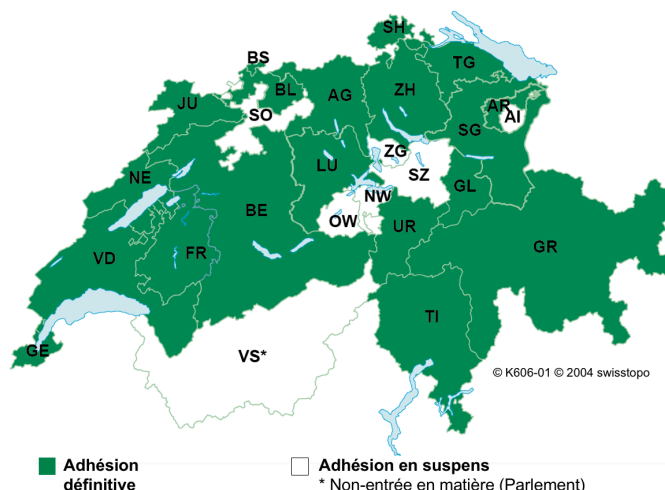 SH
BS
TG
BL
ZH
JU
AG
AR
SO
AI
SG
ZG
LU
NE
SZ
GL
NW
BE
OW
UR
FR
GR
VD
TI
GE
VS*
© K606-01 © 2004 swisstopo
Adhésion
définitive
Adhésion en suspens
* Non-entrée en matière (Parlement)